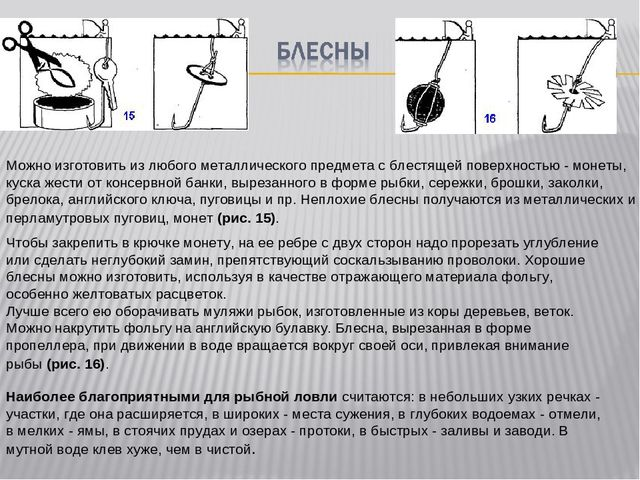 БЛЕСНЫ
15
16
Можно изготовить из любого металлического предмета с блестящей поверхностью - монеты,
куска жести от консервной банки, вырезанного в форме рыбки, сережки, брошки, заколки,
брелока, английского ключа, пуговицы и пр. Неплохие блесны получаются из металлических и
перламутровых пуговиц, монет (рис. 15).
Чтобы закрепить в крючке монету, на ее ребре с двух сторон надо прорезать углубление
или сделать неглубокий замин, препятствующий соскальзыванию проволоки. Хорошие
блесны можно изготовить, используя в качестве отражающего материала фольгу,
особенно желтоватых расцветок.
Лучше всего ею оборачивать муляжи рыбок, изготовленные из коры деревьев, веток.
Можно накрутить фольгу на английскую булавку. Блесна, вырезанная в форме
пропеллера, при движении в воде вращается вокруг своей оси, привлекая внимание
рыбы (рис. 16).
Наиболее благоприятными для рыбной ловли считаются: в небольших узких речках -
участки, где она расширяется, в широких - места сужения, в глубоких водоемах - отмели,
в мелких - ямы, в стоячих прудах и озерах - протоки, в быстрых - заливы и заводи. В
мутной воде клев хуже, чем в чистой.